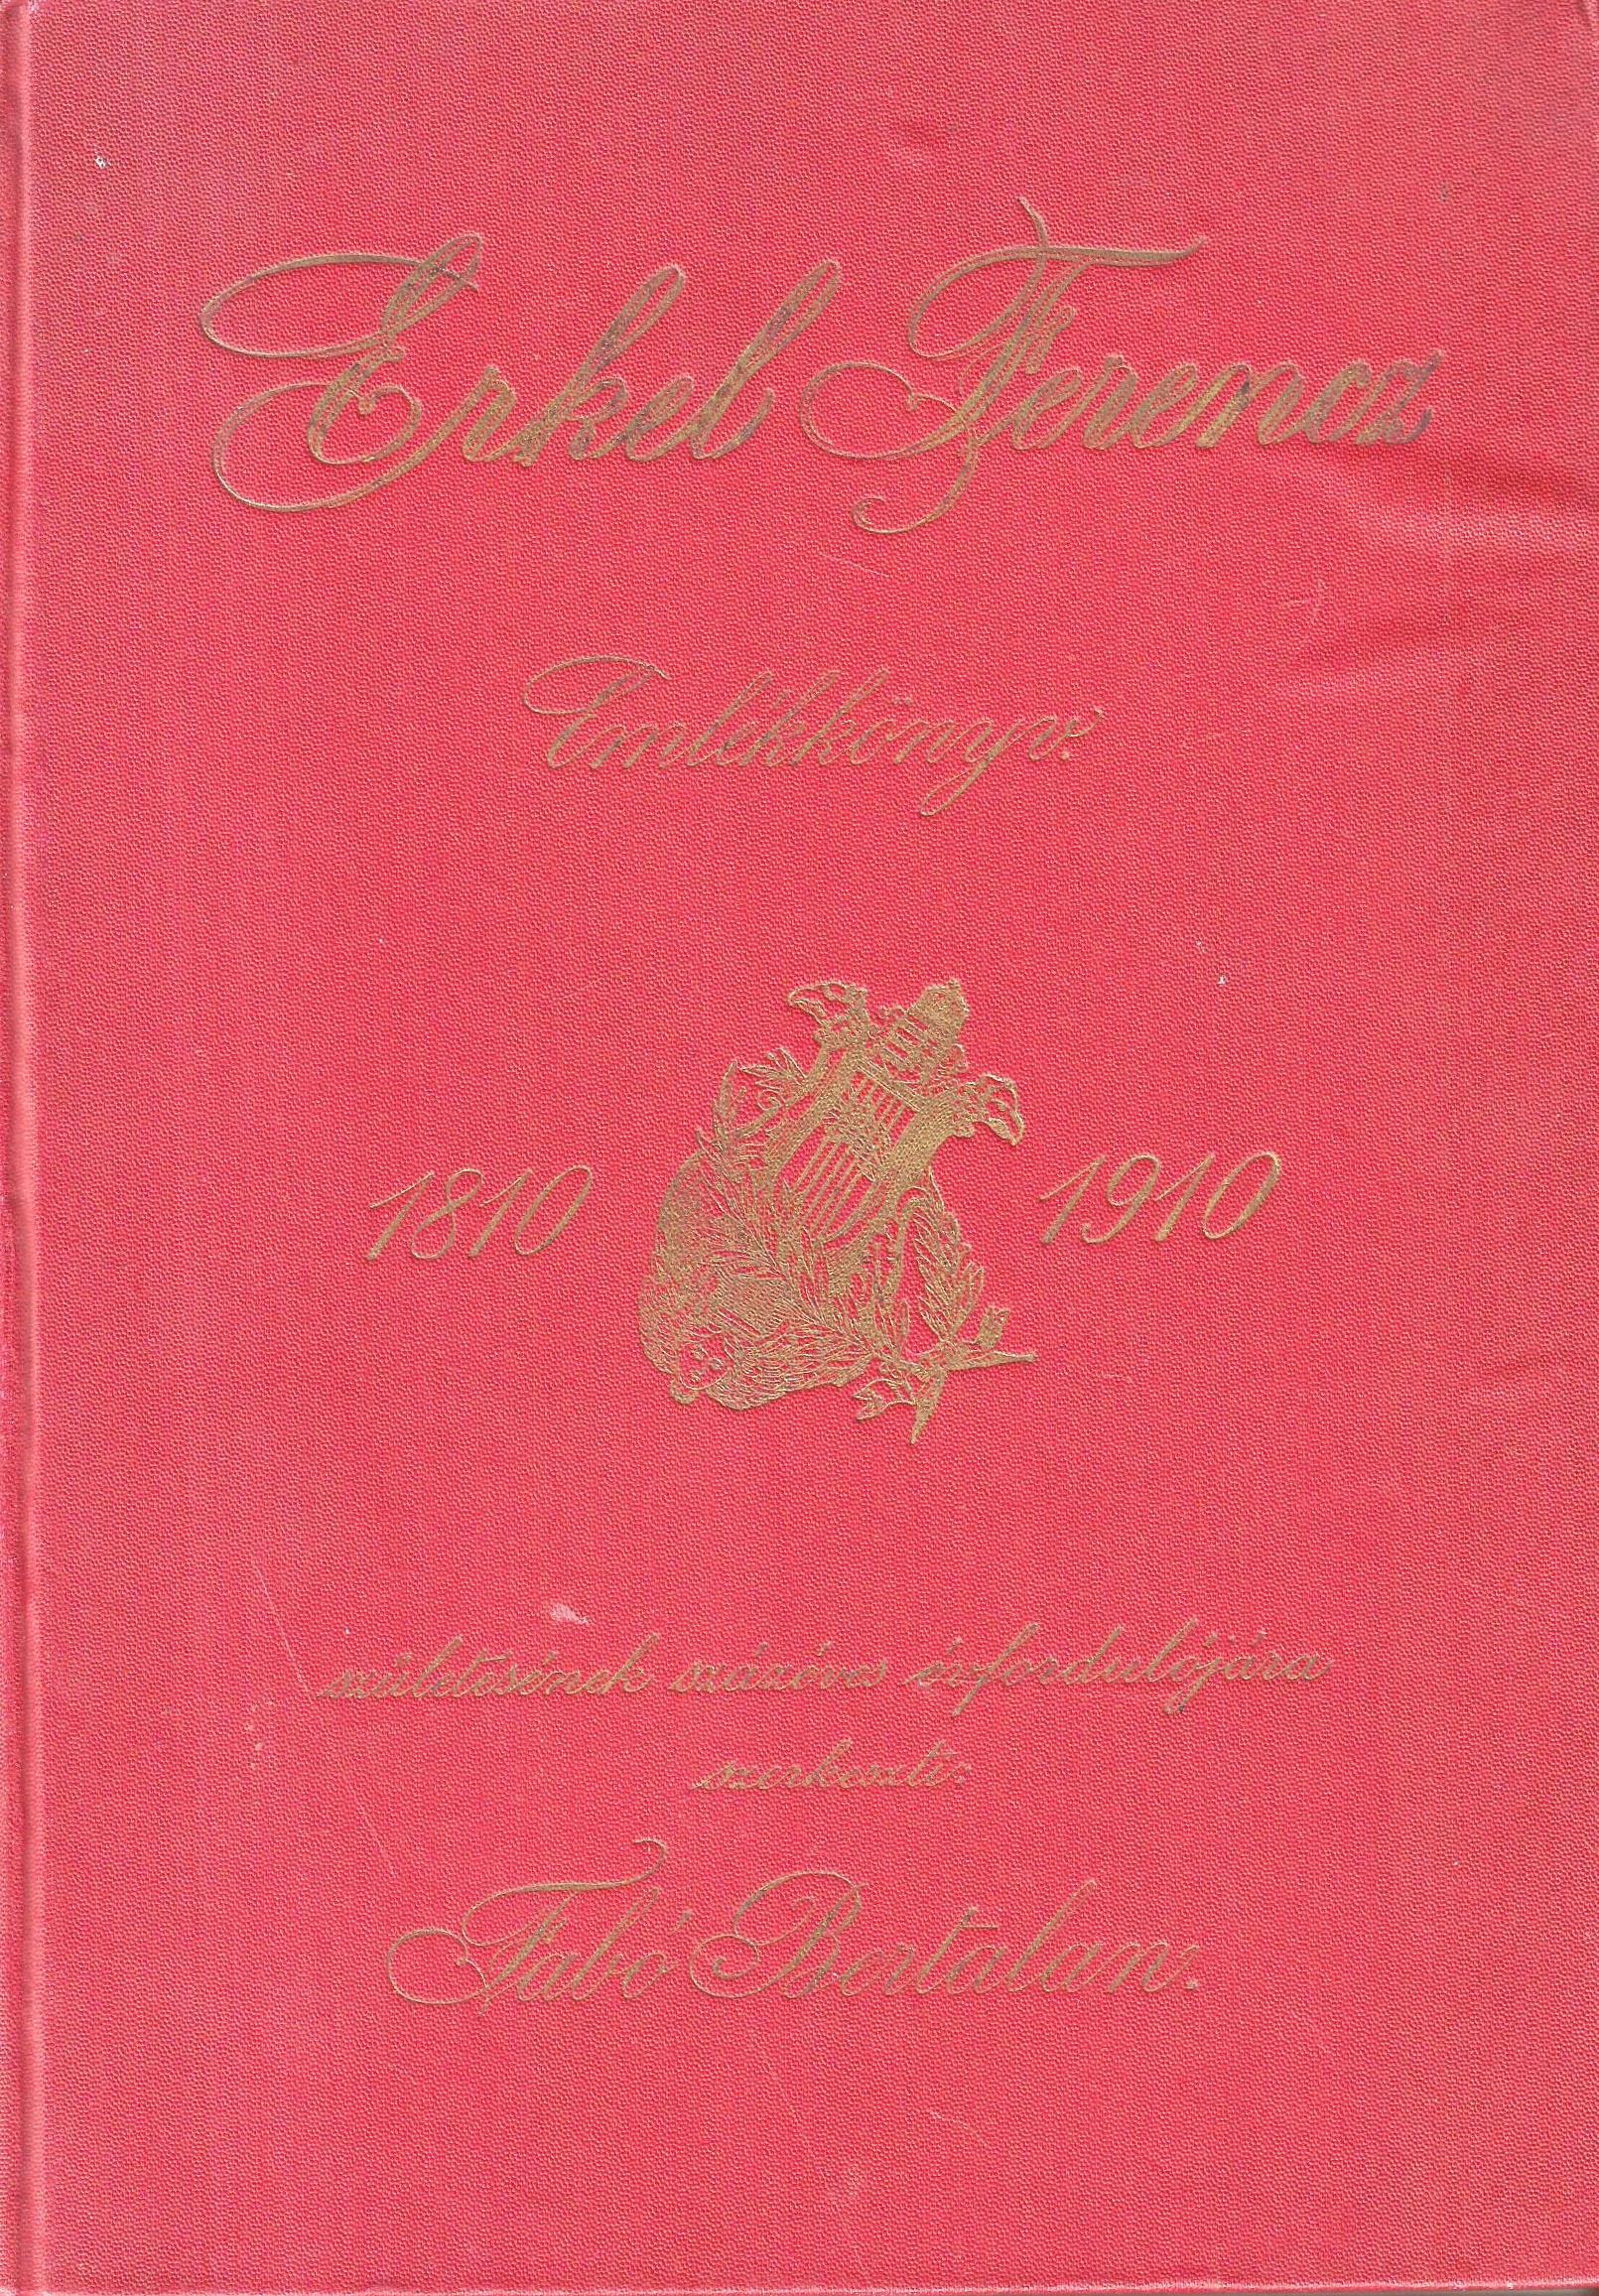 Erkel Ferencz
Emlékkönyv.
1810 1910
születésének százéves évfordulójára
szerkeszti:
Fabó Bertalan.